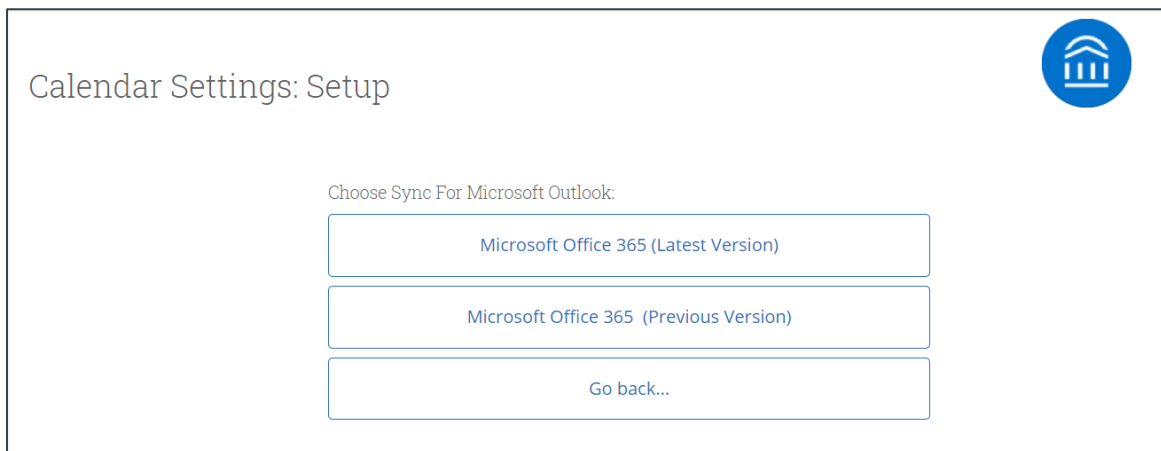 Calendar Settings: Setup
Choose Sync For Microsoft Outlook:
Microsoft Office 365 (Latest Version)
Microsoft Office 365  (Previous Version)
Go back...